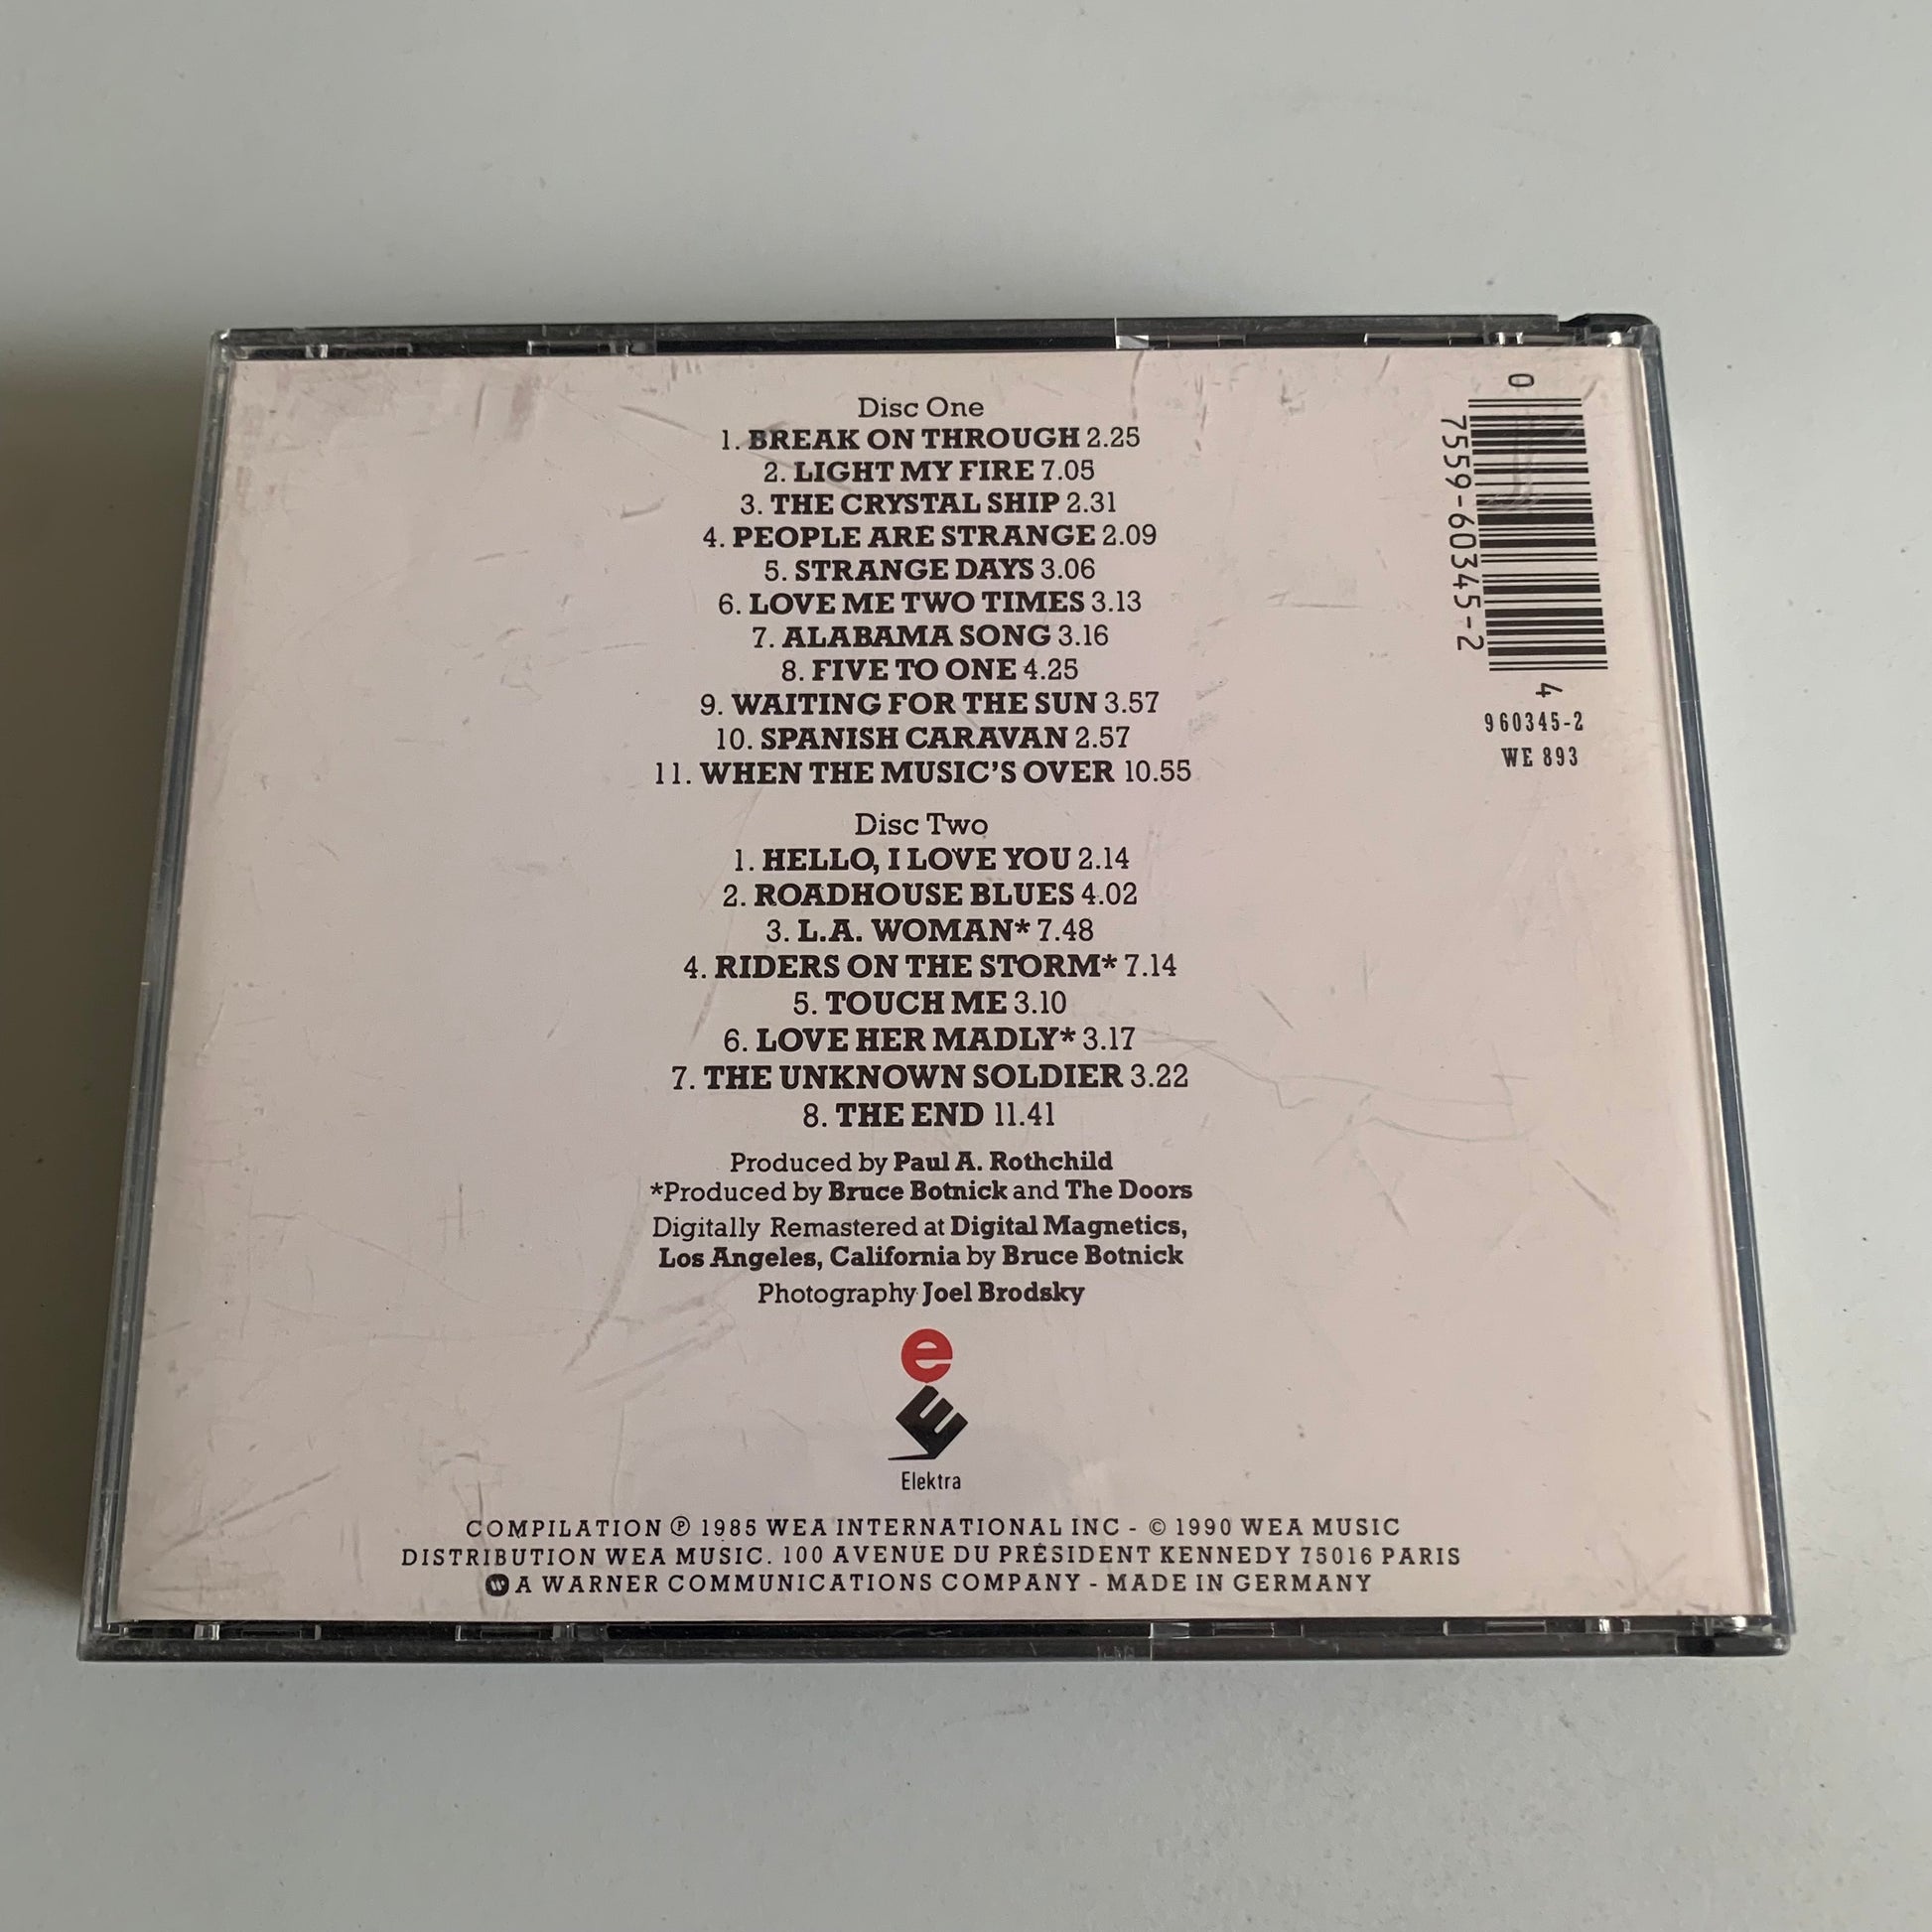 Disc One
1. BREAK ON THROUGH 2.25
2. LIGHT MY FIRE 7.05
3. THE CRYSTAL SHIP 2.31
4. PEOPLE ARE STRANGE 2.09
5. STRANGE DAYS 3.06
6. LOVE ME TWO TIMES 3.13
7. ALABAMA SONG 3.16
8. FIVE TO ONE 4.25
9. WAITING FOR THE SUN 3.57
10. SPANISH CARAVAN 2.57
11. WHEN THE MUSIC'S OVER 10.55
Disc Two
1. HELLO, I LOVE YOU 2.14
2. ROADHOUSE BLUES 4.02
3. L.A. WOMAN* 7.48
4. RIDERS ON THE STORM* 7.14
5. TOUCH ME 3.10
6. LOVE HER MADLY* 3.17
7. THE UNKNOWN SOLDIER 3.22
8. THE END 11.41
Produced by Paul A. Rothchild
*Produced by Bruce Botnick and The Doors
Digitally Remastered at Digital Magnetics,
Los Angeles, California by Bruce Botnick
Photography Joel Brodsky
e
E
Elektra
COMPILATION ℗ 1985 WEA INTERNATIONAL INC - © 1990 WEA MUSIC
DISTRIBUTION WEA MUSIC. 100 AVENUE DU PRÉSIDENT KENNEDY 75016 PARIS
A WARNER COMMUNICATIONS COMPANY - MADE IN GERMANY
0
7559-60345-2
4
960345-2
WE 893